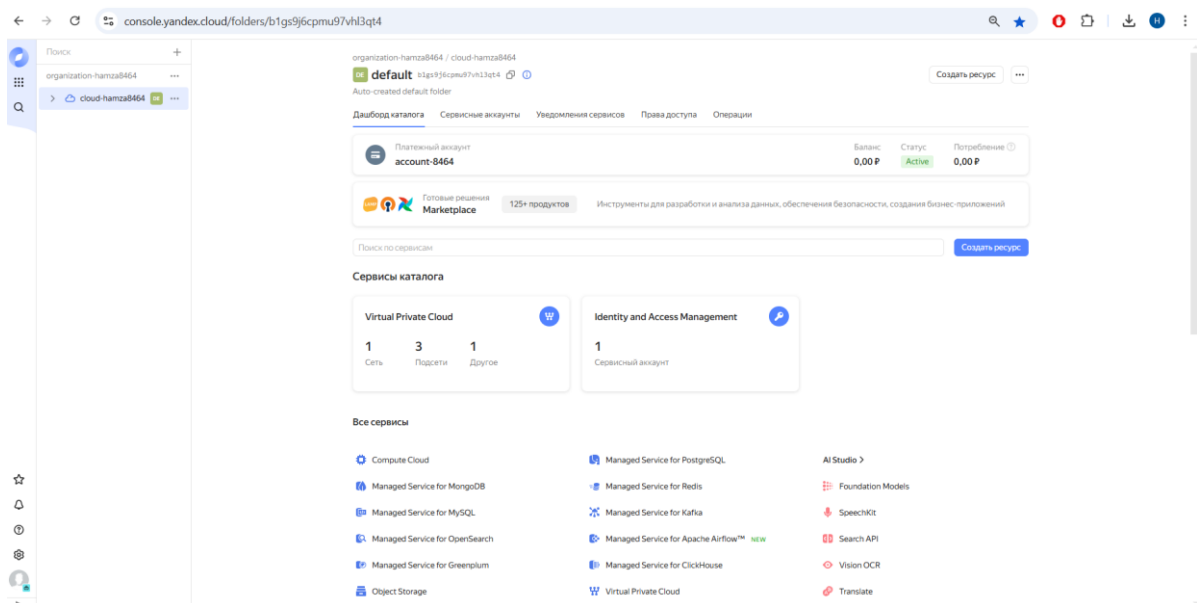 console.yandex.cloud/folders/b1gs9j6cpmu97vhl3qt4
H
Поиск
organization-hamza8464
cloud-hamza8464 DE
organization-hamza8464 / cloud-hamza8464
DE default b1gs9j6cpmu97vhl3qt4
Создать ресурс
Auto-created default folder
Дашборд каталога Сервисные аккаунты Уведомления сервисов Права доступа Операции
Платежный аккаунт Баланс Статус Потребление
account-8464 0,00 ₽ Active 0,00 ₽
Готовые решения
Marketplace 125+ продуктов Инструменты для разработки и анализа данных, обеспечения безопасности, создания бизнес-приложений
Поиск по сервисам Создать ресурс
Сервисы каталога
Virtual Private Cloud Identity and Access Management
1 3 1 1
Сеть Подсети Другое Сервисный аккаунт
Все сервисы
Compute Cloud Managed Service for PostgreSQL AI Studio >
Managed Service for MongoDB Managed Service for Redis Foundation Models
Managed Service for MySQL Managed Service for Kafka SpeechKit
Managed Service for OpenSearch Managed Service for Apache Airflow™ NEW Search API
Managed Service for Greenplum Managed Service for ClickHouse Vision OCR
Object Storage Virtual Private Cloud Translate